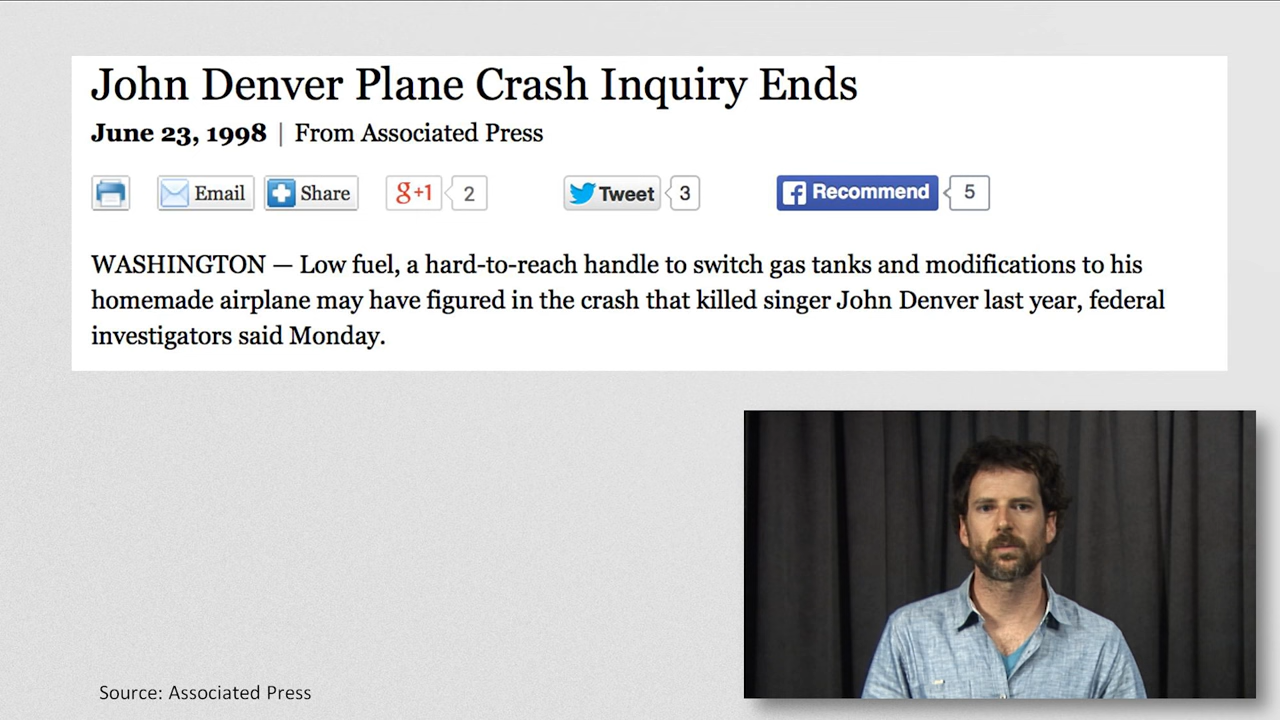 John Denver Plane Crash Inquiry Ends
June 23, 1998 | From Associated Press
Email Share g+1 2 Tweet 3 f Recommend 5
WASHINGTON — Low fuel, a hard-to-reach handle to switch gas tanks and modifications to his
homemade airplane may have figured in the crash that killed singer John Denver last year, federal
investigators said Monday.
Source: Associated Press